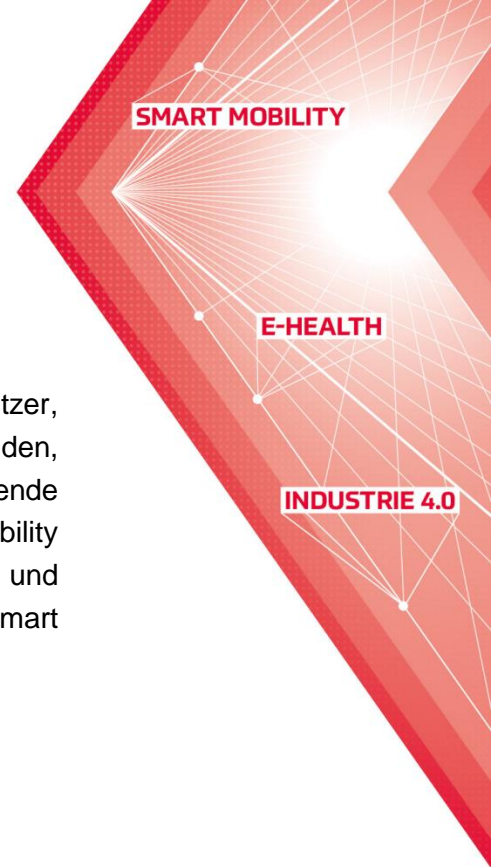 SMART MOBILITY
E-HEALTH
tzer,
den,
INDUSTRIE 4.0
ende
bility
und
mart